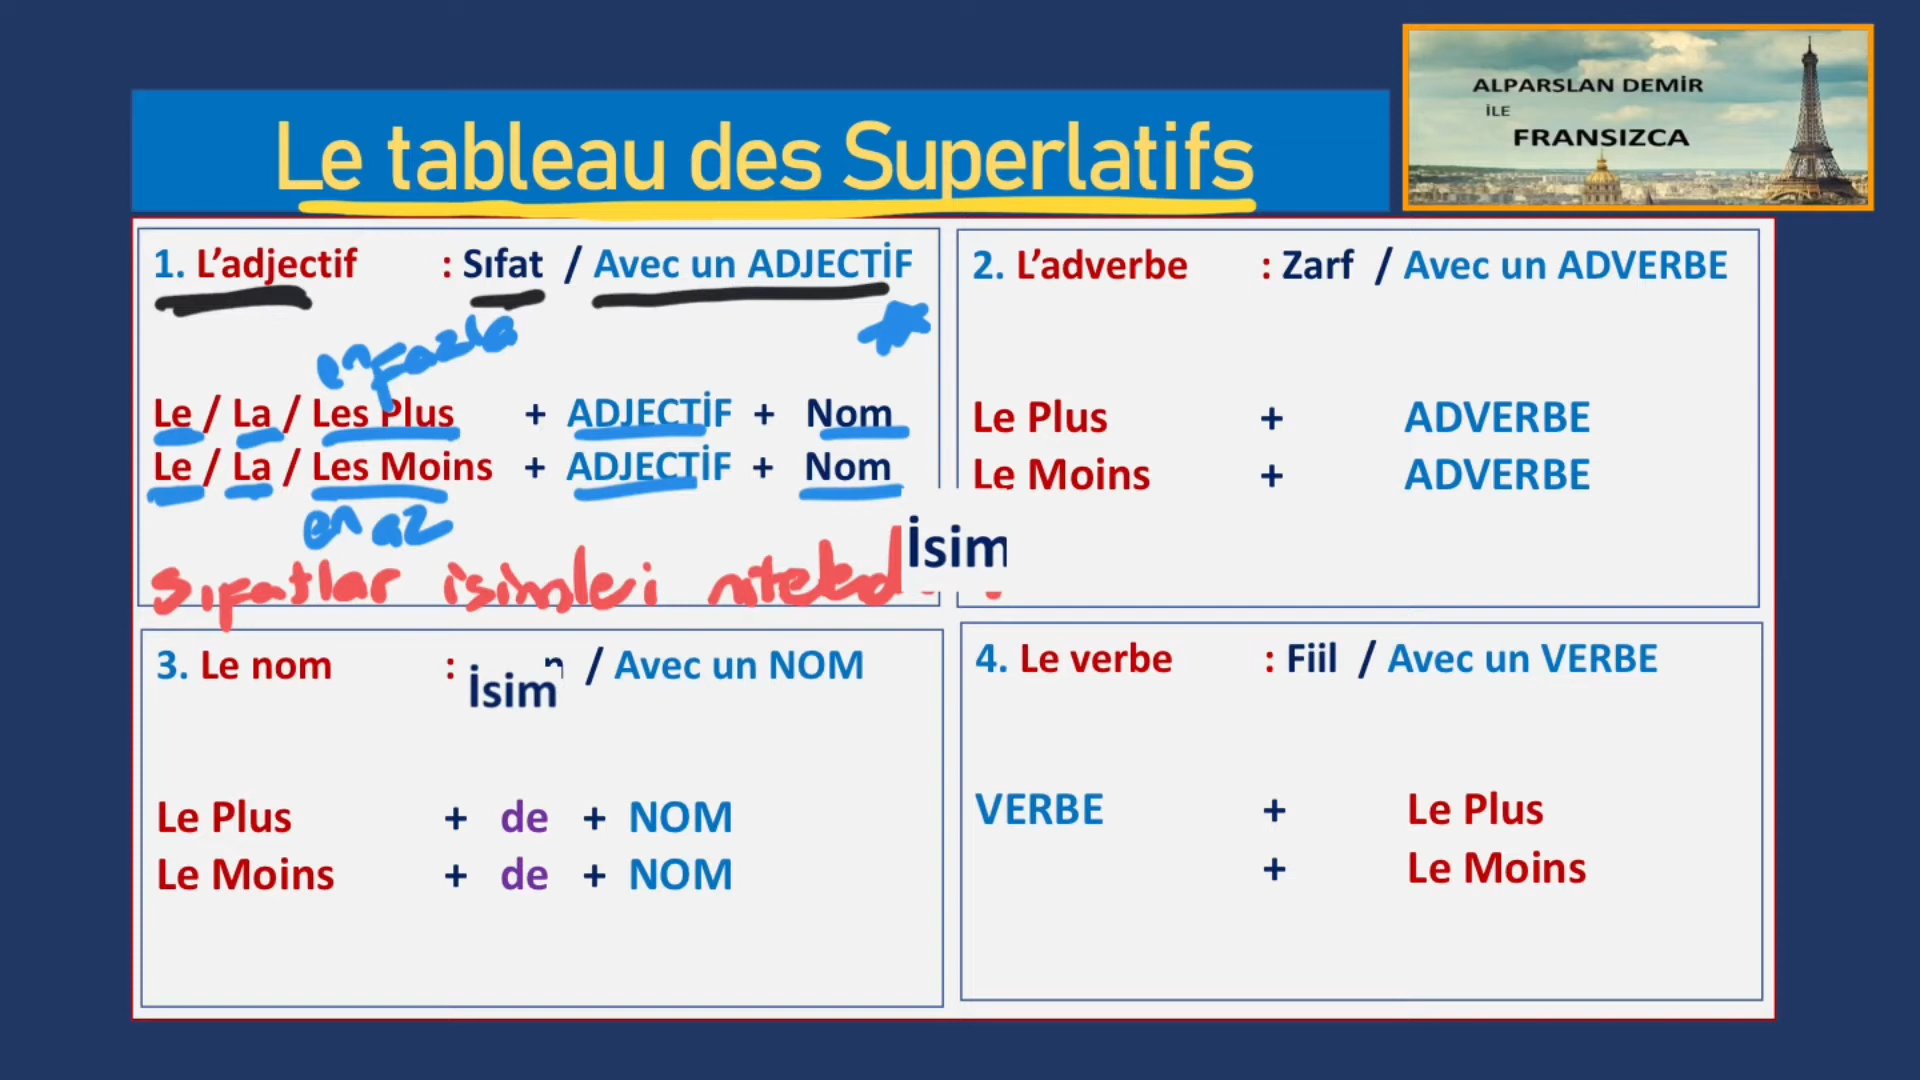 ALPARSLAN DEMİR
İLE
FRANSIZCA
Le tableau des Superlatifs
1. L'adjectif : Sıfat / Avec un ADJECTİF
en fazla
Le / La / Les Plus + ADJECTİF + Nom
Le / La / Les Moins + ADJECTİF + Nom
en az
İsim
sıfatlar isimleri
2. L'adverbe : Zarf / Avec un ADVERBE
Le Plus + ADVERBE
Le Moins + ADVERBE
3. Le nom : İsim / Avec un NOM
Le Plus + de + NOM
Le Moins + de + NOM
4. Le verbe : Fiil / Avec un VERBE
VERBE + Le Plus
+ Le Moins